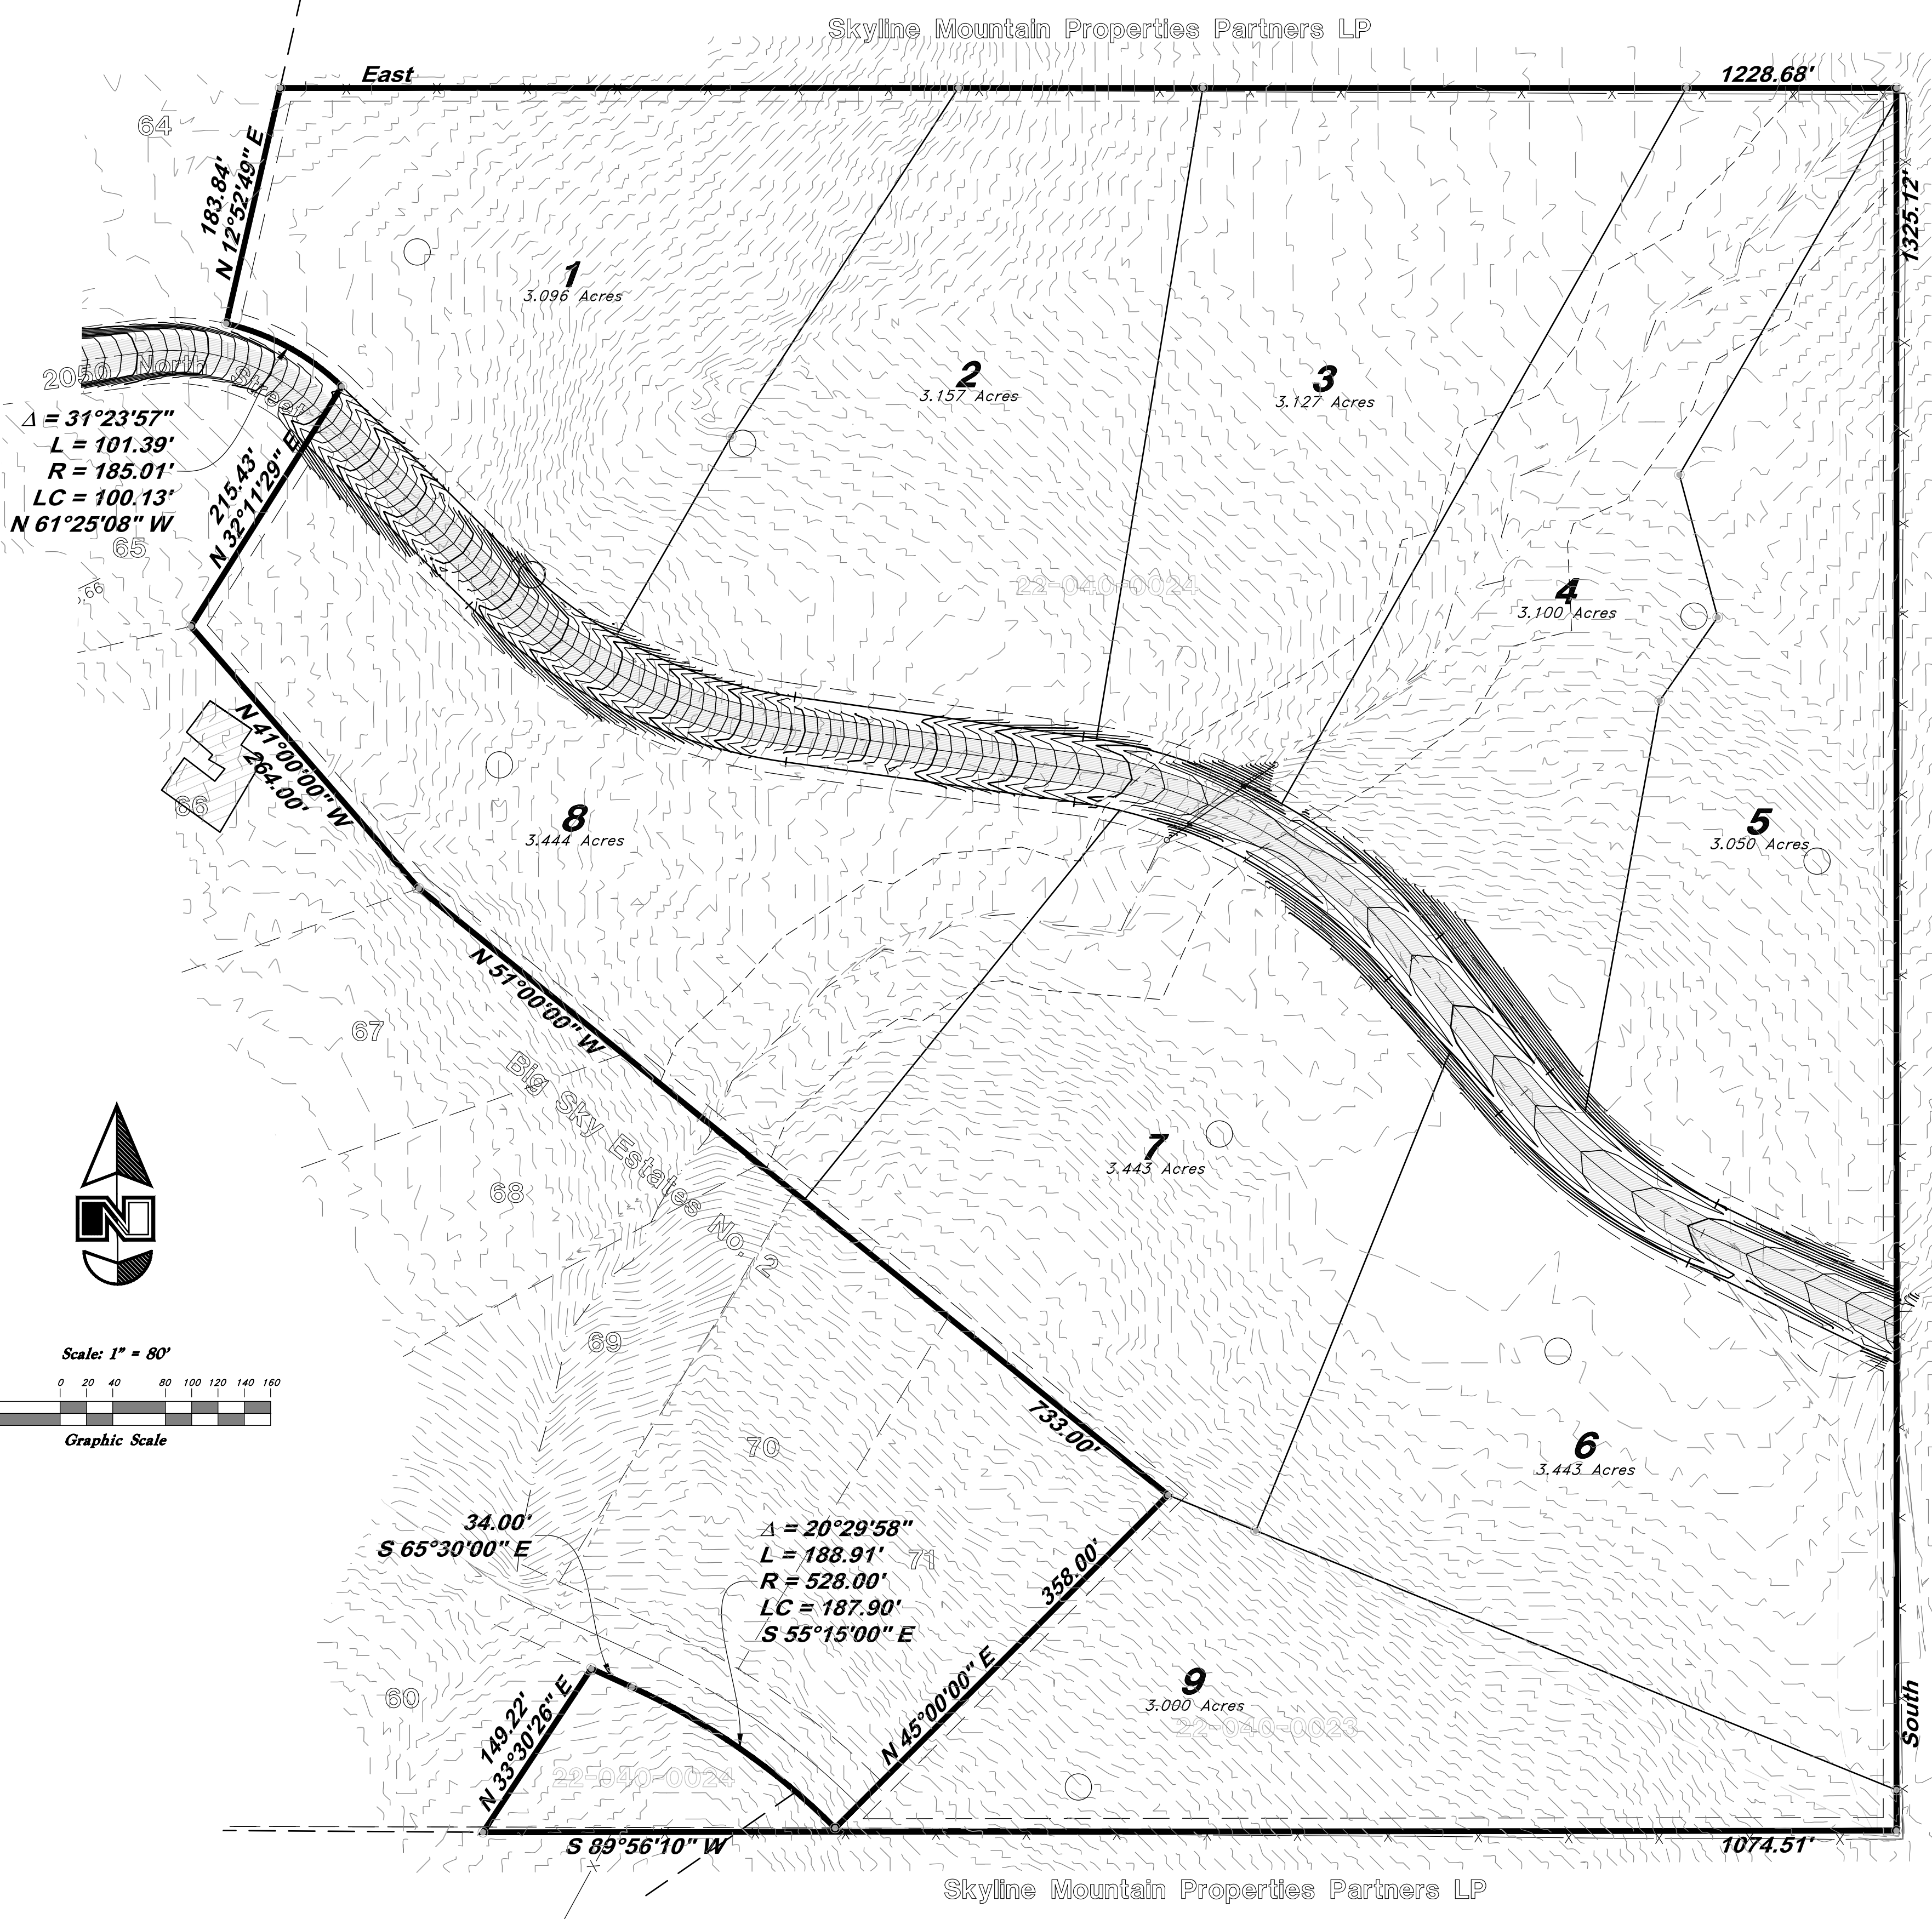 Skyline Mountain Properties Partners LP
East
1228.68'
64
183.84'
N 12°52'49" E
1325.12'
1
3.096 Acres
2
3.157 Acres
3
3.127 Acres
2050 North Street
Δ = 31°23'57"
L = 101.39'
R = 185.01'
LC = 100.13'
N 61°25'08" W
215.43'
N 32°11'29" E
65
22-040-0024
4
3.100 Acres
N 41°00'00" W
264.00'
66
8
3.444 Acres
5
3.050 Acres
N 51°00'00" W
67
Big Sky Estates No. 2
7
3.443 Acres
68
N
69
Scale: 1" = 80'
0 20 40 80 100 120 140 160
Graphic Scale
733.00'
70
6
3.443 Acres
34.00'
S 65°30'00" E
Δ = 20°29'58"
L = 188.91'
R = 528.00'
LC = 187.90'
S 55°15'00" E
71
358.00'
N 45°00'00" E
60
149.22'
N 33°30'26" E
9
3.000 Acres
22-040-0023
South
22-040-0024
S 89°56'10" W
1074.51'
Skyline Mountain Properties Partners LP